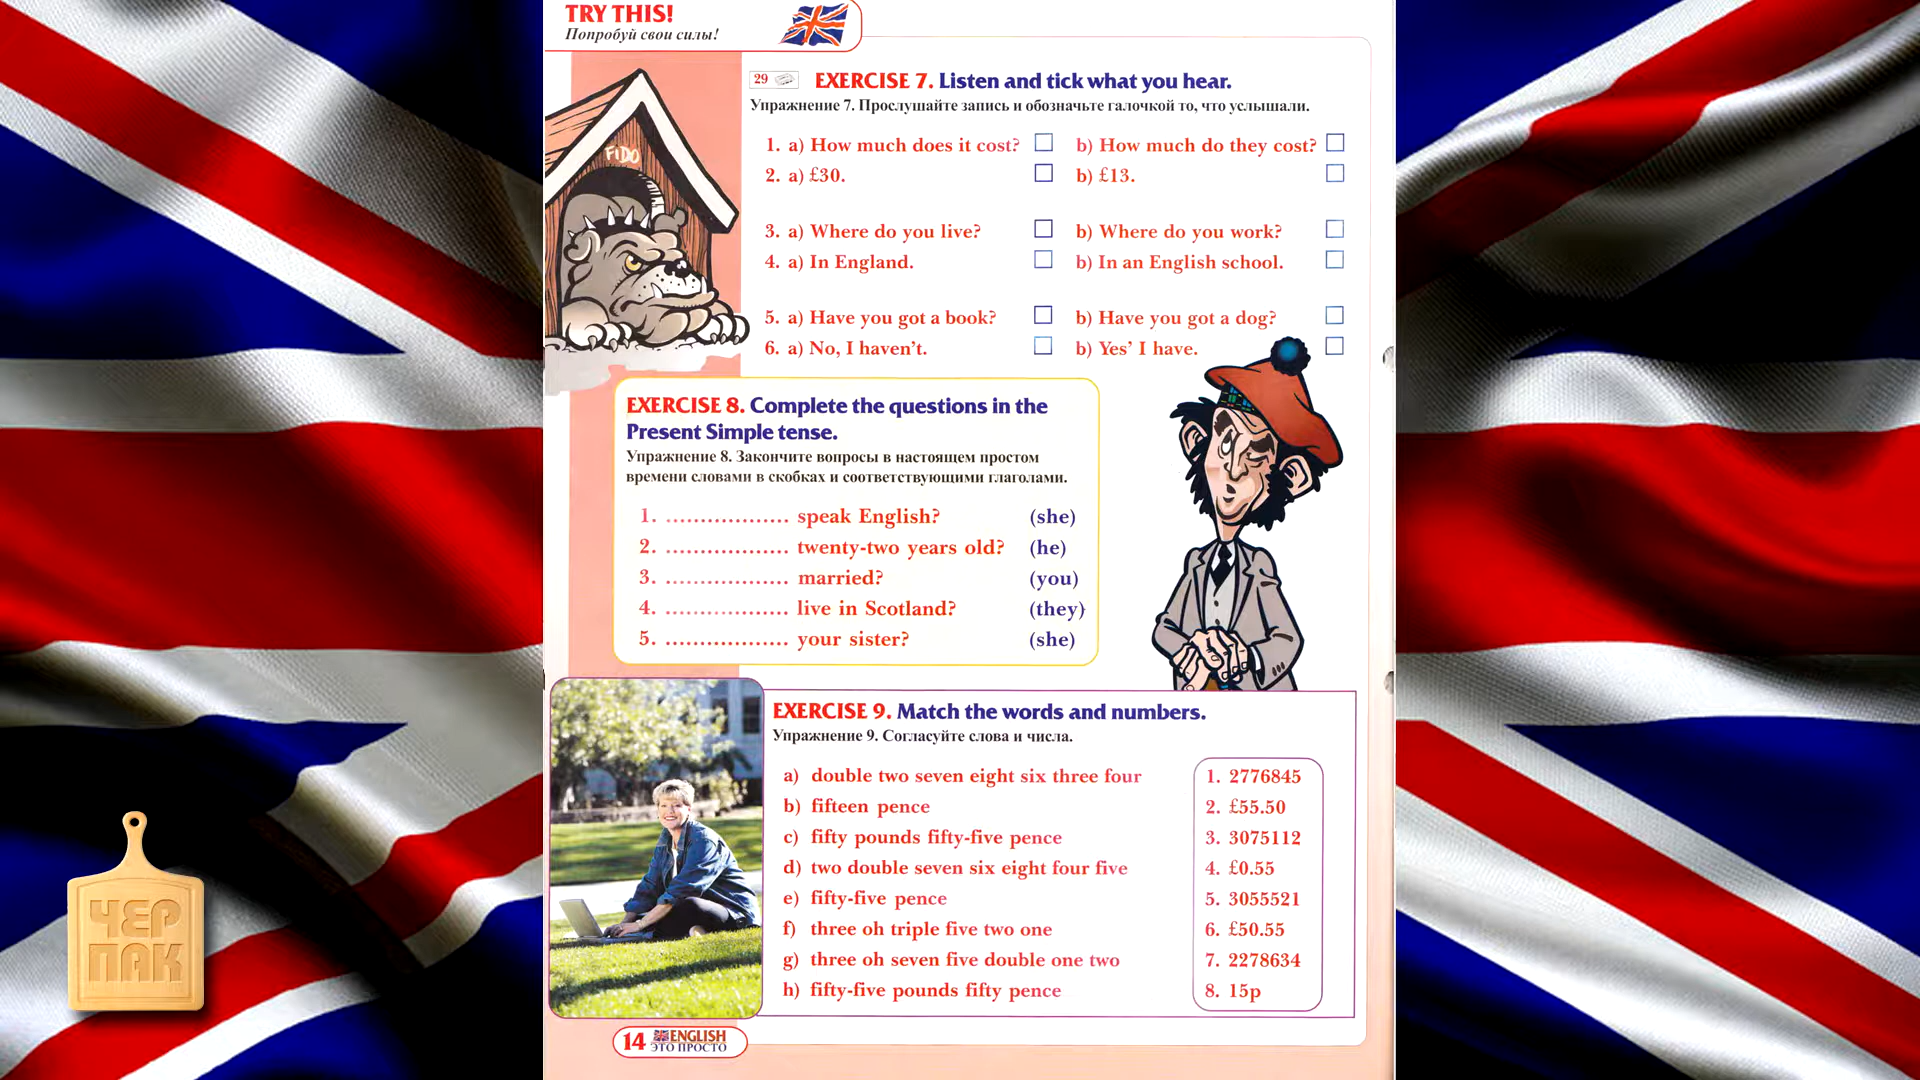 TRY THIS!
Попробуй свои силы!
29 EXERCISE 7. Listen and tick what you hear.
Упражнение 7. Прослушайте запись и обозначьте галочкой то, что услышали.
1. a) How much does it cost? b) How much do they cost?
2. a) £30. b) £13.
3. a) Where do you live? b) Where do you work?
4. a) In England. b) In an English school.
5. a) Have you got a book? b) Have you got a dog?
6. a) No, I haven't. b) Yes' I have.
FIDO
EXERCISE 8. Complete the questions in the
Present Simple tense.
Упражнение 8. Закончите вопросы в настоящем простом
времени словами в скобках и соответствующими глаголами.
1. .................. speak English? (she)
2. .................. twenty-two years old? (he)
3. .................. married? (you)
4. .................. live in Scotland? (they)
5. .................. your sister? (she)
EXERCISE 9. Match the words and numbers.
Упражнение 9. Согласуйте слова и числа.
a) double two seven eight six three four 1. 2776845
b) fifteen pence 2. £55.50
c) fifty pounds fifty-five pence 3. 3075112
d) two double seven six eight four five 4. £0.55
e) fifty-five pence 5. 3055521
f) three oh triple five two one 6. £50.55
g) three oh seven five double one two 7. 2278634
h) fifty-five pounds fifty pence 8. 15p
14 ENGLISH
ЭТО ПРОСТО
ЧЕР
ПАК